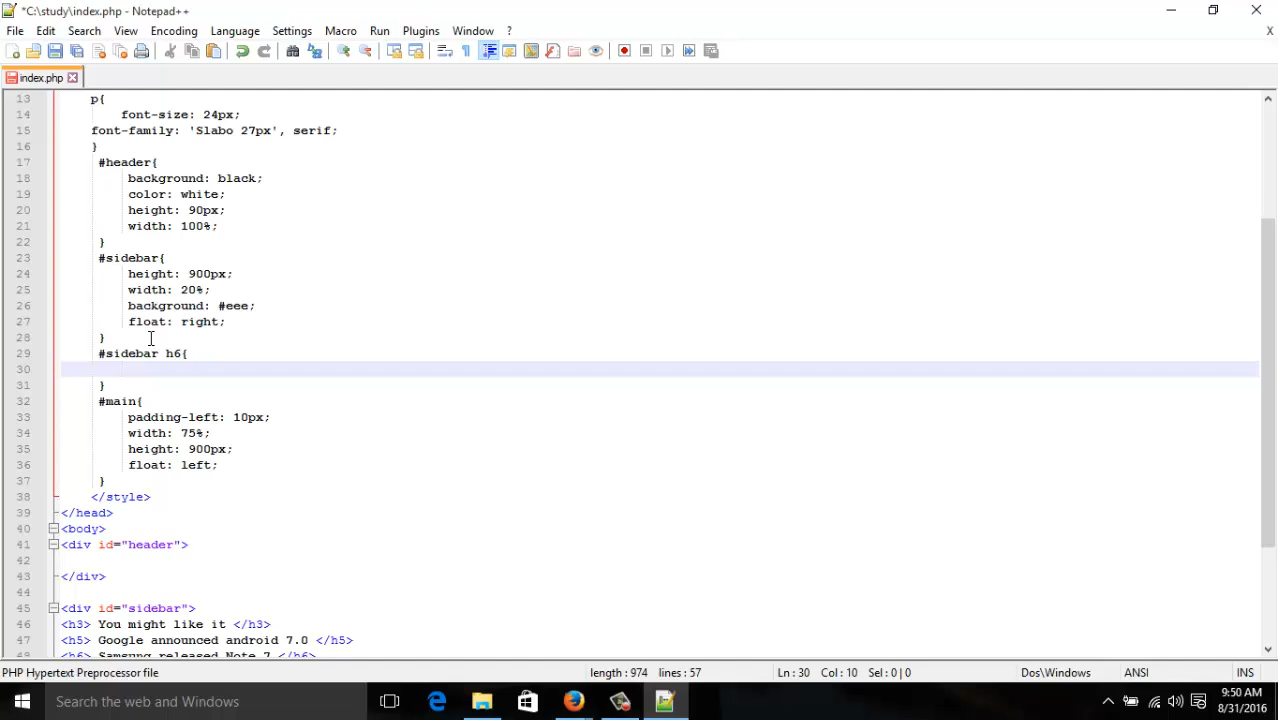 *C:\study\index.php - Notepad++
File Edit Search View Encoding Language Settings Macro Run Plugins Window ? X
index.php
13 p{
14 font-size: 24px;
15 font-family: 'Slabo 27px', serif;
16 }
17 #header{
18 background: black;
19 color: white;
20 height: 90px;
21 width: 100%;
22 }
23 #sidebar{
24 height: 900px;
25 width: 20%;
26 background: #eee;
27 float: right;
28 }
29 #sidebar h6{
30
31 }
32 #main{
33 padding-left: 10px;
34 width: 75%;
35 height: 900px;
36 float: left;
37 }
38 </style>
39 </head>
40 <body>
41 <div id="header">
42
43 </div>
44
45 <div id="sidebar">
46 <h3> You might like it </h3>
47 <h5> Google announced android 7.0 </h5>
48 <h6> Samsung released Note 7 </h6>
PHP Hypertext Preprocessor file length : 974 lines : 57 Ln : 30 Col : 10 Sel : 0 | 0 Dos\Windows ANSI INS
Search the web and Windows
9:50 AM
8/31/2016